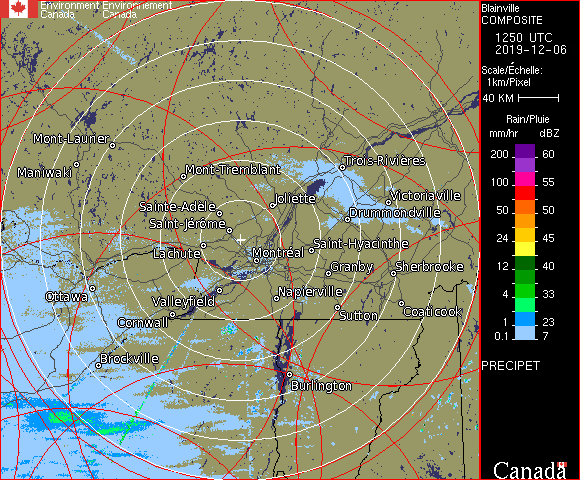 Environment Environnement
Canada Canada
Blainville
COMPOSITE
1250 UTC
2019-12-06
Scale/Échelle:
1km/Pixel
40 KM
Rain/Pluie
mm/hr dBZ
200 60
100 55
50 50
24 45
12 40
4 33
1 23
0.1 7
PRECIPET
Canada
Mont-Laurier
Maniwaki
Mont-Tremblant
Trois-Rivières
Joliette
Victoriaville
Sainte-Adèle
Drummondville
Saint-Jérôme
Lachute
Montréal
Saint-Hyacinthe
Granby
Sherbrooke
Ottawa
Valleyfield
Napierville
Cornwall
Sutton
Coaticook
Brockville
Burlington